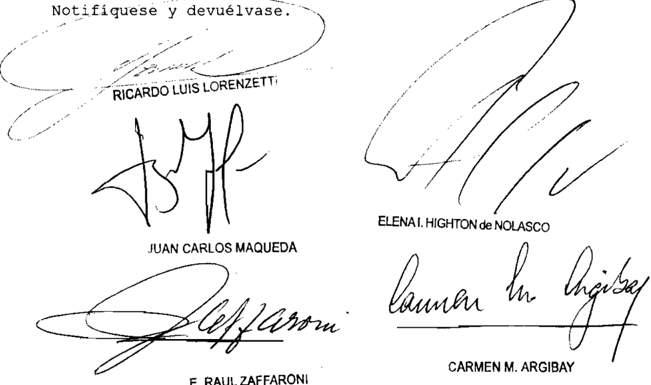 Notifíquese y devuélvase.
RICARDO LUIS LORENZETTI
ELENA I. HIGHTON de NOLASCO
JUAN CARLOS MAQUEDA
Zaffaroni
Carmen M. Argibay
E. RAUL ZAFFARONI
CARMEN M. ARGIBAY